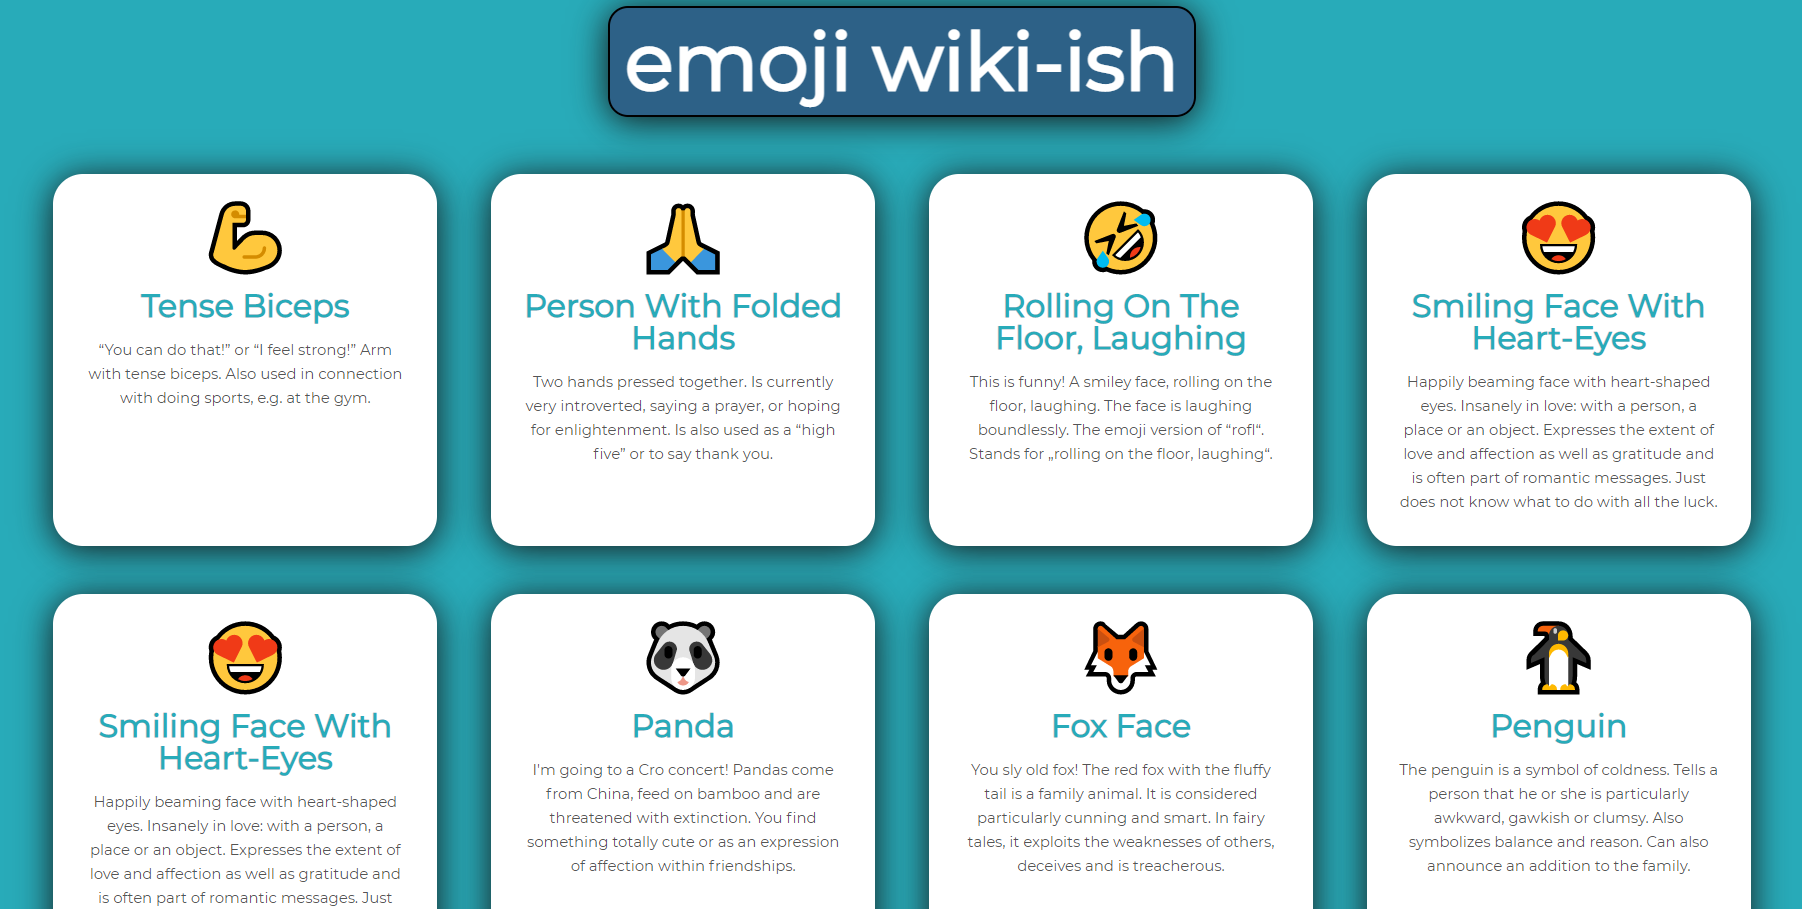 emoji wiki-ish
Tense Biceps
“You can do that!” or “I feel strong!” Arm
with tense biceps. Also used in connection
with doing sports, e.g. at the gym.
Person With Folded
Hands
Two hands pressed together. Is currently
very introverted, saying a prayer, or hoping
for enlightenment. Is also used as a “high
five” or to say thank you.
Rolling On The
Floor, Laughing
This is funny! A smiley face, rolling on the
floor, laughing. The face is laughing
boundlessly. The emoji version of “rofl“.
Stands for „rolling on the floor, laughing“.
Smiling Face With
Heart-Eyes
Happily beaming face with heart-shaped
eyes. Insanely in love: with a person, a
place or an object. Expresses the extent of
love and affection as well as gratitude and
is often part of romantic messages. Just
does not know what to do with all the luck.
Smiling Face With
Heart-Eyes
Happily beaming face with heart-shaped
eyes. Insanely in love: with a person, a
place or an object. Expresses the extent of
love and affection as well as gratitude and
is often part of romantic messages. Just
Panda
I'm going to a Cro concert! Pandas come
from China, feed on bamboo and are
threatened with extinction. You find
something totally cute or as an expression
of affection within friendships.
Fox Face
You sly old fox! The red fox with the fluffy
tail is a family animal. It is considered
particularly cunning and smart. In fairy
tales, it exploits the weaknesses of others,
deceives and is treacherous.
Penguin
The penguin is a symbol of coldness. Tells a
person that he or she is particularly
awkward, gawkish or clumsy. Also
symbolizes balance and reason. Can also
announce an addition to the family.